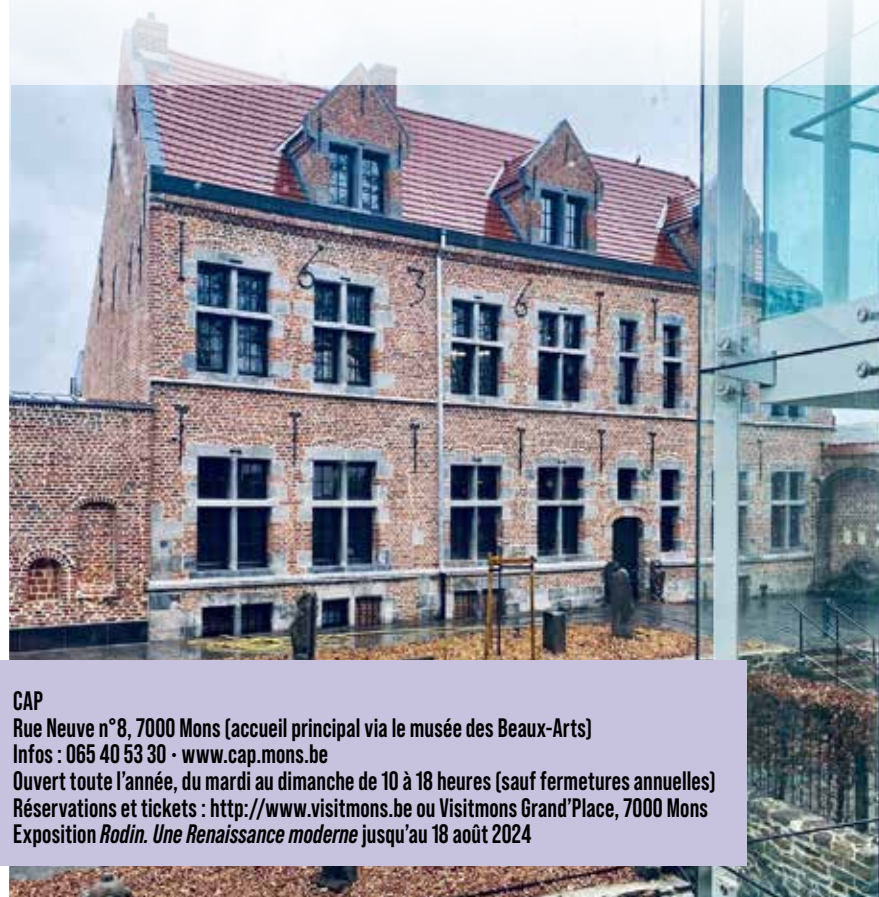 1636
CAP
Rue Neuve n°8, 7000 Mons (accueil principal via le musée des Beaux-Arts)
Infos : 065 40 53 30 · www.cap.mons.be
Ouvert toute l’année, du mardi au dimanche de 10 à 18 heures (sauf fermetures annuelles)
Réservations et tickets : http://www.visitmons.be ou Visitmons Grand’Place, 7000 Mons
Exposition Rodin. Une Renaissance moderne jusqu’au 18 août 2024